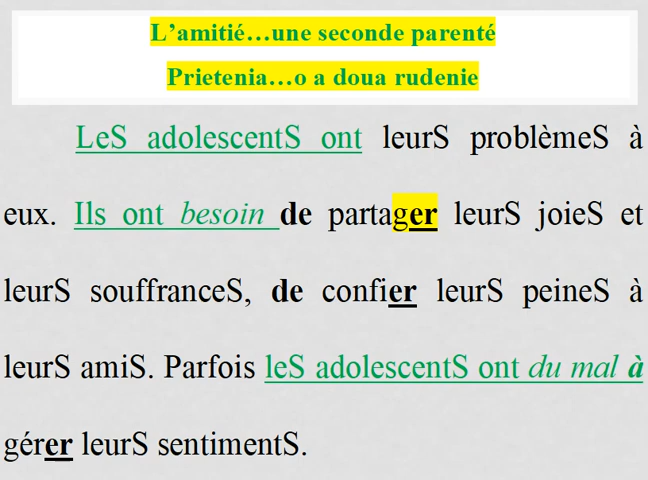 L’amitié…une seconde parenté
Prietenia…o a doua rudenie
LeS adolescentS ont leurS problèmeS à
eux. Ils ont besoin de partager leurS joieS et
leurS souffranceS, de confier leurS peineS à
leurS amiS. Parfois leS adolescentS ont du mal à
gérer leurS sentimentS.